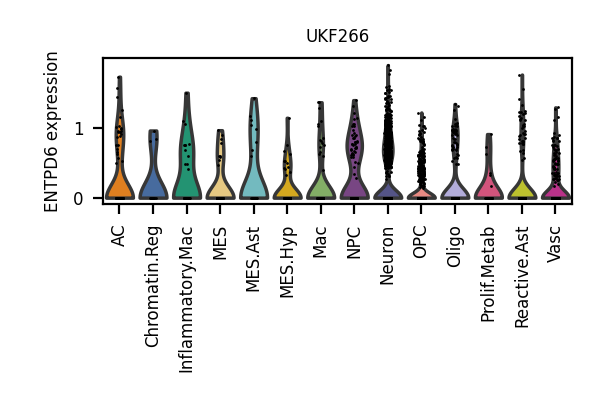 UKF266
ENTPD6 expression
1
0
AC
Chromatin.Reg
Inflammatory.Mac
MES
MES.Ast
MES.Hyp
Mac
NPC
Neuron
OPC
Oligo
Prolif.Metab
Reactive.Ast
Vasc